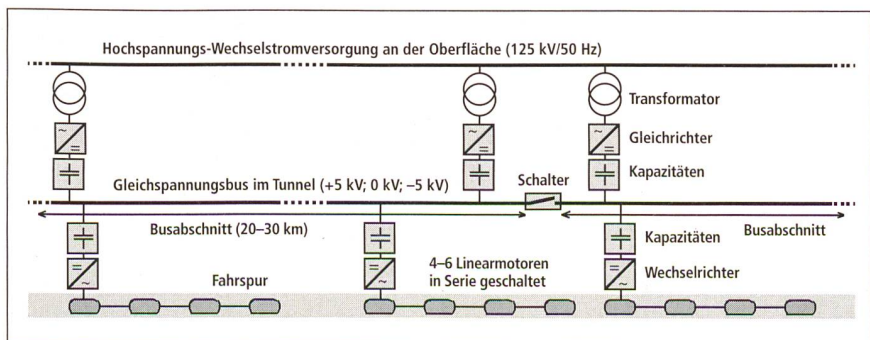 Hochspannungs-Wechselstromversorgung an der Oberfläche (125 kV/50 Hz)
Transformator
Gleichrichter
Kapazitäten
Gleichspannungsbus im Tunnel (+5 kV; 0 kV; –5 kV)
Schalter
Busabschnitt (20–30 km)
Kapazitäten
Busabschnitt
4–6 Linearmotoren
in Serie geschaltet
Wechselrichter
Fahrspur